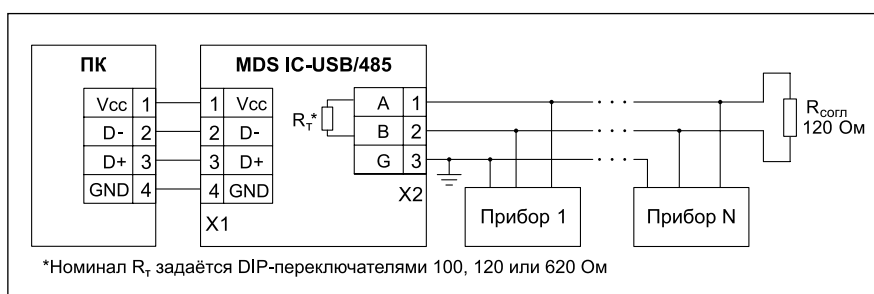 ПК
MDS IC-USB/485
Vcc 1
1 Vcc
A 1
D- 2
2 D-
Rт*
B 2
Rсогл
120 Ом
D+ 3
3 D+
G 3
GND 4
4 GND
X2
X1
Прибор 1
Прибор N
*Номинал Rт задаётся DIP-переключателями 100, 120 или 620 Ом